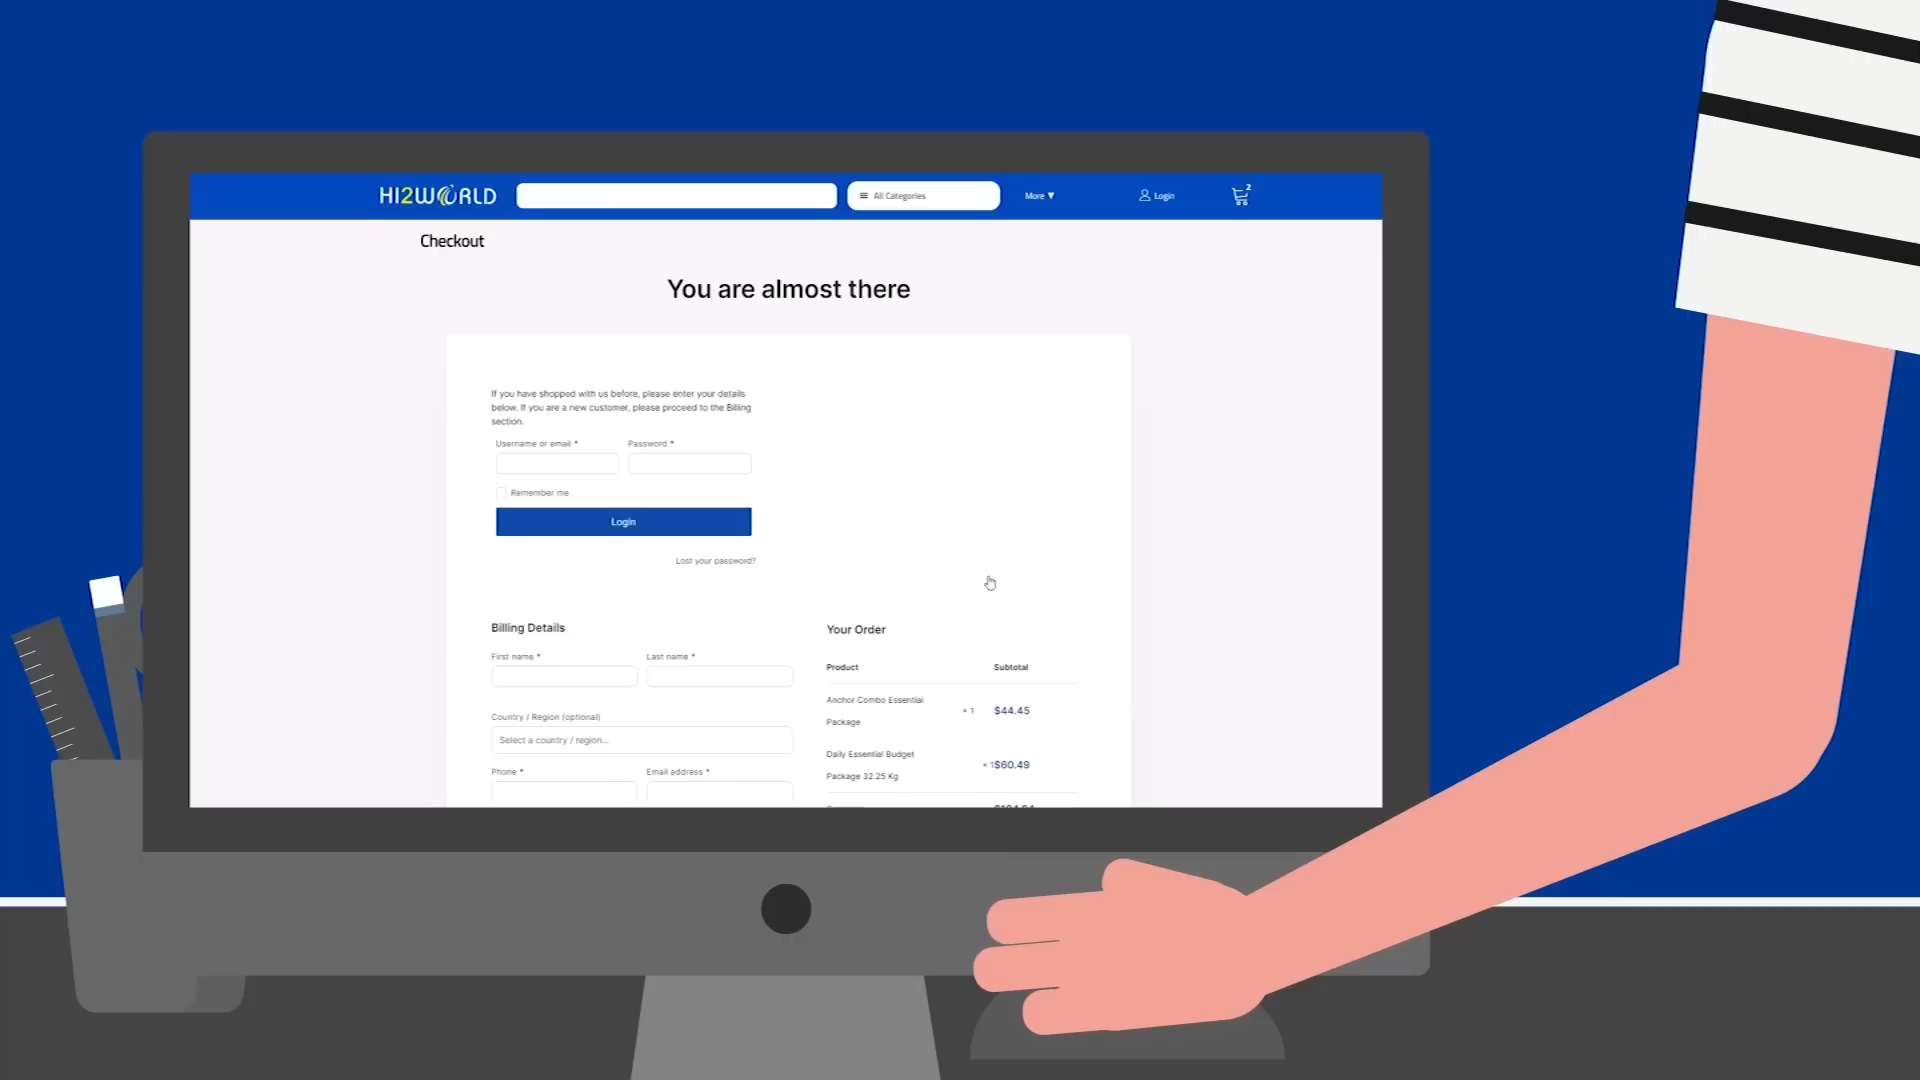 HI2WORLD
All Categories
More ▼
Login
2
Checkout
You are almost there
If you have shopped with us before, please enter your details
below. If you are a new customer, please proceed to the Billing
section.
Username or email * Password *
Remember me
Login
Lost your password?
Billing Details
First name * Last name *
Country / Region (optional)
Select a country / region...
Phone * Email address *
Your Order
Product Subtotal
Anchor Combo Essential
Package × 1 $44.45
Daily Essential Budget
Package 32.25 Kg × 1 $60.49